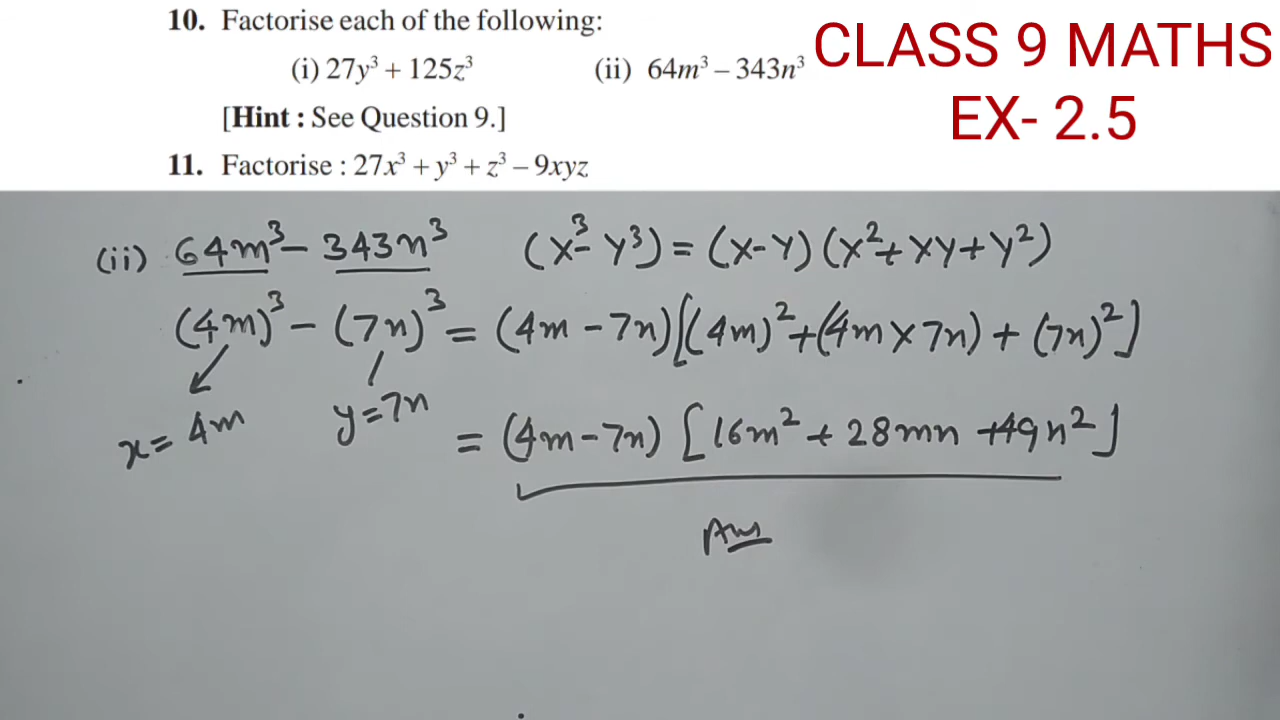 10. Factorise each of the following:
(i) 27y³ + 125z³ (ii) 64m³ – 343n³
[Hint : See Question 9.]
11. Factorise : 27x³ + y³ + z³ – 9xyz
CLASS 9 MATHS
EX- 2.5
(ii) 64m³ – 343n³ (x³ - y³) = (x-y) (x² + xy + y²)
(4m)³ – (7n)³ = (4m – 7n) [(4m)² + (4m × 7n) + (7n)²]
x = 4m y = 7n
= (4m – 7n) [16m² + 28mn + 49n²]
Ans